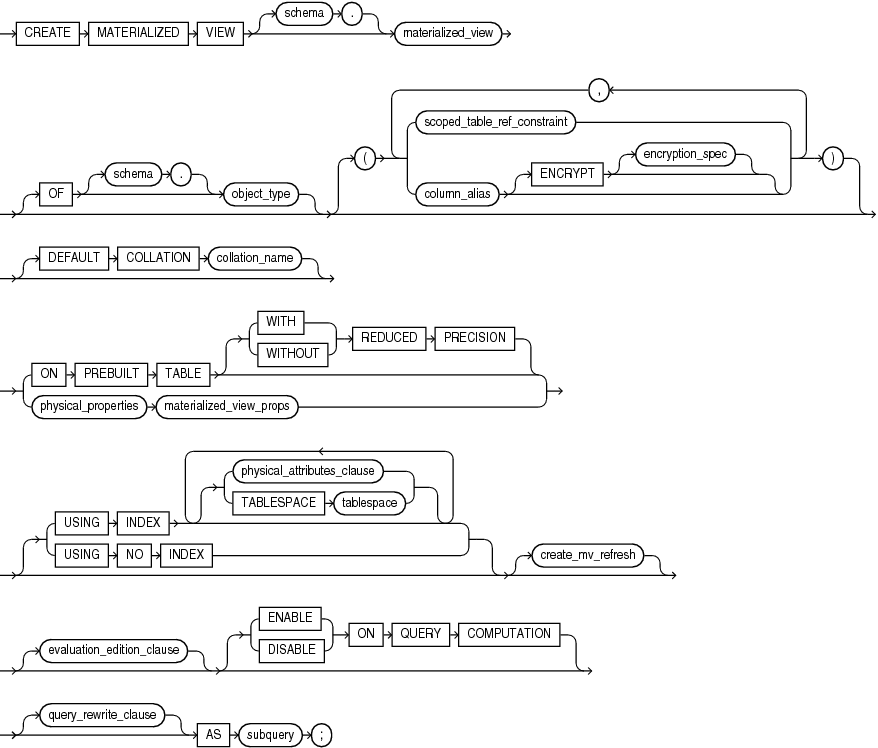 schema .
CREATE MATERIALIZED VIEW materialized_view
,
scoped_table_ref_constraint
schema . ( encryption_spec )
ENCRYPT
OF object_type column_alias
DEFAULT COLLATION collation_name
WITH
REDUCED PRECISION
WITHOUT
ON PREBUILT TABLE
physical_properties materialized_view_props
physical_attributes_clause
TABLESPACE tablespace
USING INDEX
USING NO INDEX create_mv_refresh
ENABLE
ON QUERY COMPUTATION
evaluation_edition_clause DISABLE
query_rewrite_clause
AS subquery ;